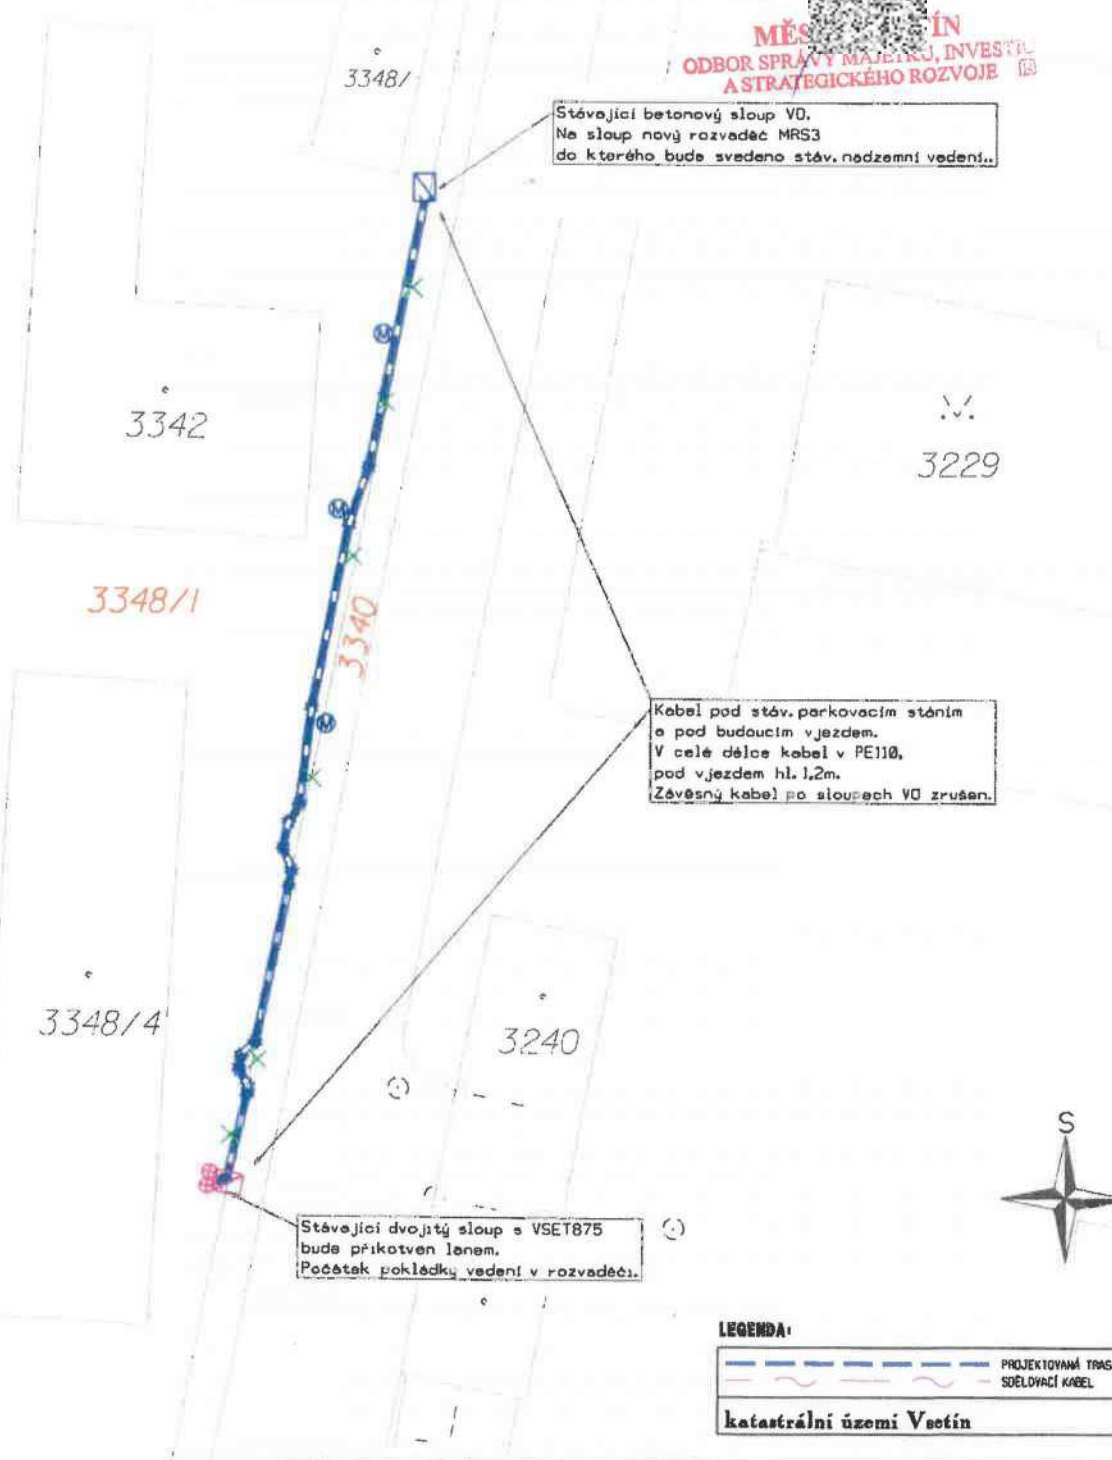 ODBOR SPRÁVY MAJETKU, INVESTIC
A STRATEGICKÉHO ROZVOJE
3348/
Stávající betonový sloup VO.
Na sloup nový rozvaděč MRS3
do kterého bude svedeno stáv. nadzemní vedení..
M
3342
3229
M
3348/1
3340
Kabel pod stáv. parkovacím stáním
a pod budoucím vjezdem.
V celé délce kabel v PE110,
pod vjezdem hl. 1,2m.
Závěsný kabel po sloupech VO zrušen.
M
3348/4
3240
S
Stávající dvojitý sloup s VSET875
bude přikotven lanem.
Počátek pokládky vedení v rozvaděči.
LEGENDA:
PROJEKTOVANÁ TRAS
SDĚLOVACÍ KABEL
katastrální území Vsetín